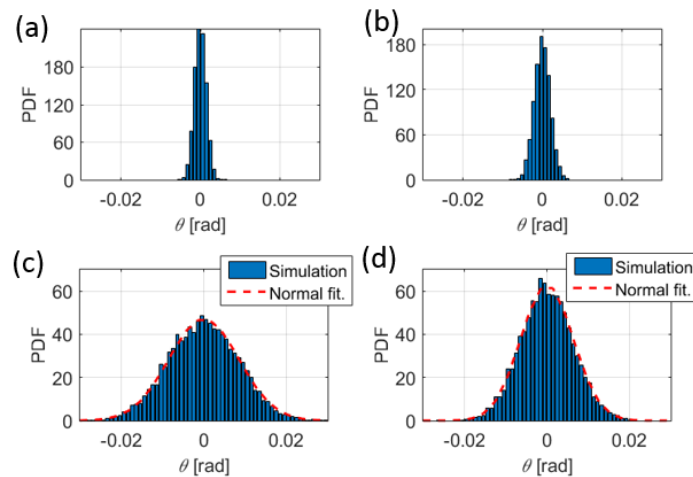 (a)
PDF
180
120
60
0
-0.02
0
0.02
θ [rad]
(b)
PDF
180
120
60
0
-0.02
0
0.02
θ [rad]
(c)
Simulation
Normal fit.
PDF
60
40
20
0
-0.02
0
0.02
θ [rad]
(d)
Simulation
Normal fit.
PDF
60
40
20
0
-0.02
0
0.02
θ [rad]